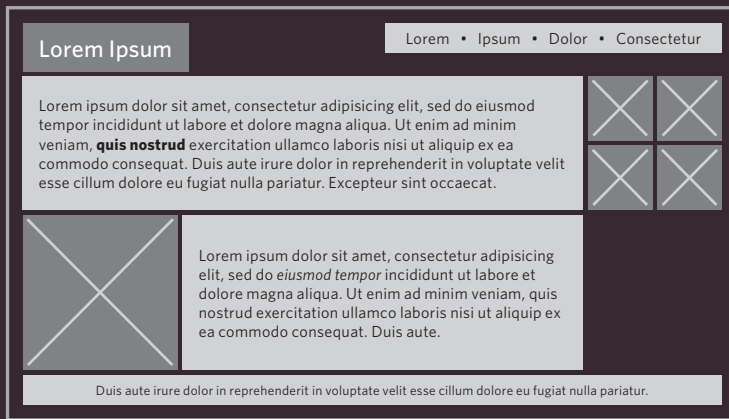 Lorem Ipsum
Lorem • Ipsum • Dolor • Consectetur
Lorem ipsum dolor sit amet, consectetur adipisicing elit, sed do eiusmod
tempor incididunt ut labore et dolore magna aliqua. Ut enim ad minim
veniam, quis nostrud exercitation ullamco laboris nisi ut aliquip ex ea
commodo consequat. Duis aute irure dolor in reprehenderit in voluptate velit
esse cillum dolore eu fugiat nulla pariatur. Excepteur sint occaecat.
Lorem ipsum dolor sit amet, consectetur adipisicing
elit, sed do eiusmod tempor incididunt ut labore et
dolore magna aliqua. Ut enim ad minim veniam, quis
nostrud exercitation ullamco laboris nisi ut aliquip ex
ea commodo consequat. Duis aute.
Duis aute irure dolor in reprehenderit in voluptate velit esse cillum dolore eu fugiat nulla pariatur.